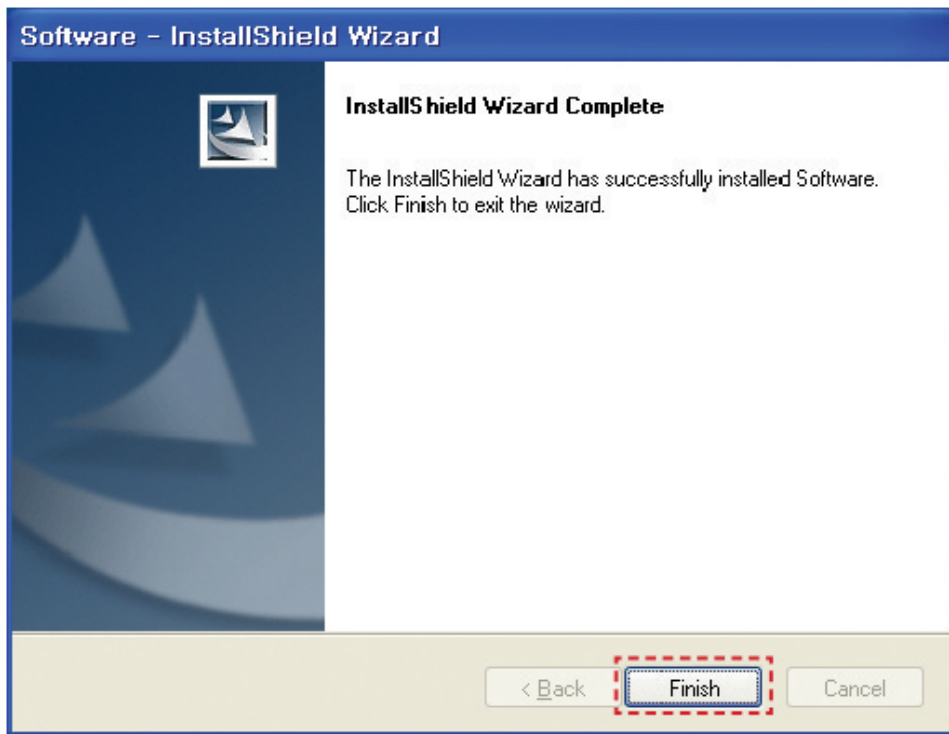 Software - InstallShield Wizard
InstallShield Wizard Complete
The InstallShield Wizard has successfully installed Software.
Click Finish to exit the wizard.
< Back
Finish
Cancel